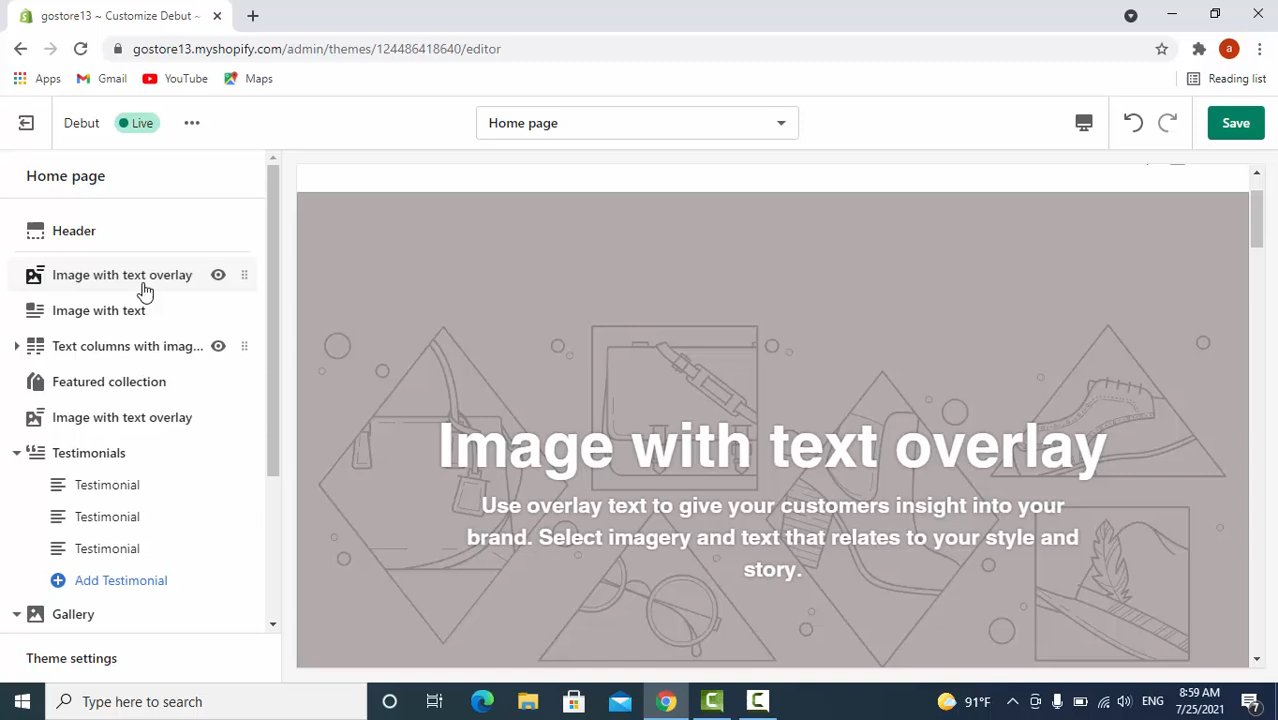 gostore13 ~ Customize Debut ~
gostore13.myshopify.com/admin/themes/124486418640/editor
a
Apps
Gmail
YouTube
Maps
Reading list
Debut
Live
Home page
Save
Home page
Header
Image with text overlay
Image with text
Text columns with imag...
Featured collection
Image with text overlay
Testimonials
Testimonial
Testimonial
Testimonial
Add Testimonial
Gallery
Theme settings
Image with text overlay
Use overlay text to give your customers insight into your
brand. Select imagery and text that relates to your style and
story.
Type here to search
91°F
ENG
8:59 AM
7/25/2021
7